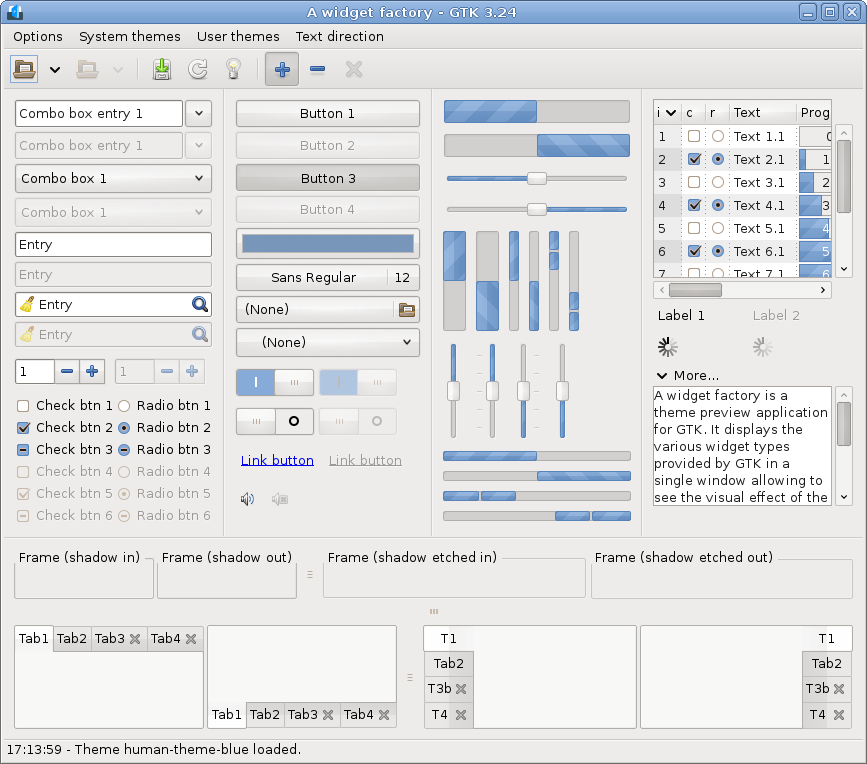 A widget factory - GTK 3.24
Options System themes User themes Text direction
Combo box entry 1
Combo box entry 1
Combo box 1
Combo box 1
Entry
Entry
Entry
Entry
1 1
Check btn 1 Radio btn 1
Check btn 2 Radio btn 2
Check btn 3 Radio btn 3
Check btn 4 Radio btn 4
Check btn 5 Radio btn 5
Check btn 6 Radio btn 6
Button 1
Button 2
Button 3
Button 4
Sans Regular 12
(None)
(None)
Link button Link button
i c r Text Prog
1 Text 1.1 0
2 Text 2.1 1
3 Text 3.1 2
4 Text 4.1 3
5 Text 5.1 4
6 Text 6.1 5
7 Text 7.1 6
Label 1 Label 2
More...
A widget factory is a
theme preview application
for GTK. It displays the
various widget types
provided by GTK in a
single window allowing to
see the visual effect of the
Frame (shadow in) Frame (shadow out) Frame (shadow etched in) Frame (shadow etched out)
Tab1 Tab2 Tab3 Tab4
Tab1 Tab2 Tab3 Tab4
T1
Tab2
T3b
T4
T1
Tab2
T3b
T4
17:13:59 - Theme human-theme-blue loaded.